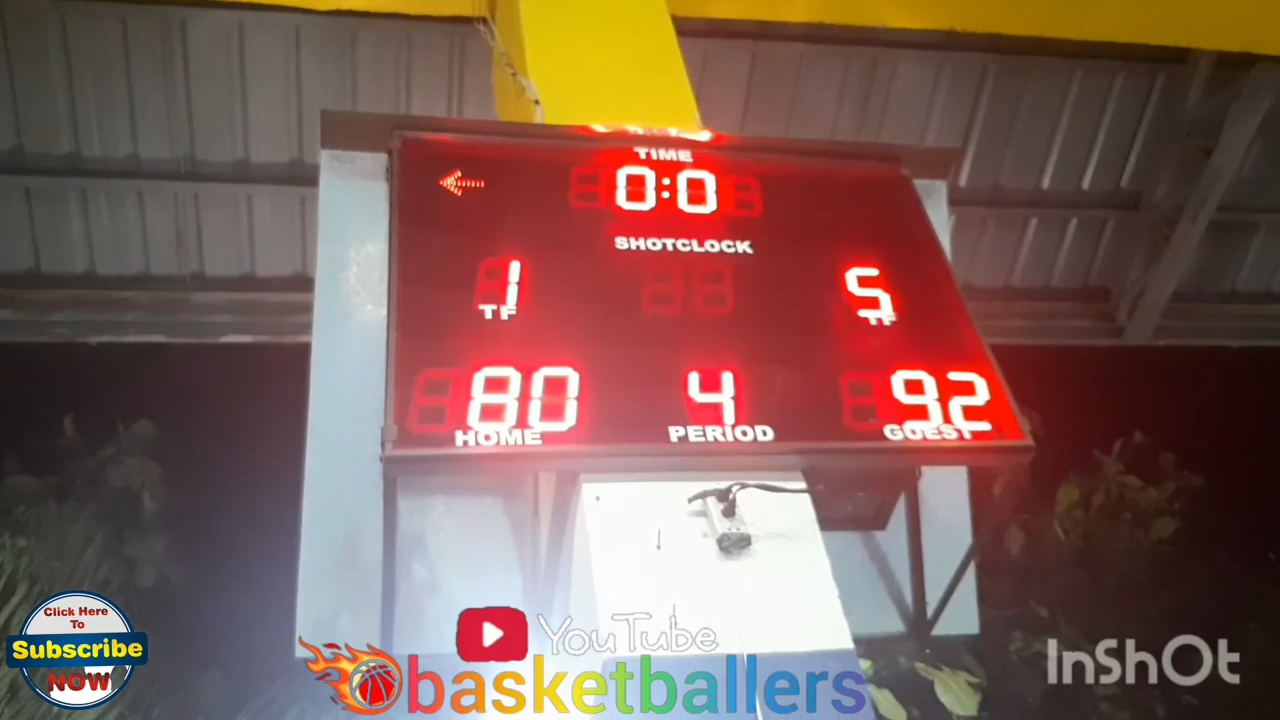 TIME
0:0
SHOTCLOCK
1
TF
5
TF
80
HOME
4
PERIOD
92
GUEST
Click Here
To
Subscribe
NOW
YouTube
basketballers
InShOt